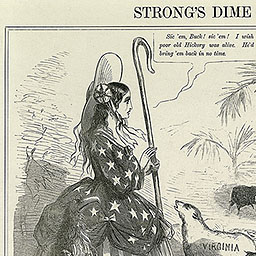 STRONG'S DIME
Sic 'em, Buck! sic 'em! I wish
poor old Hickory was alive. He'd
bring 'em back in no time.
VIRGINIA